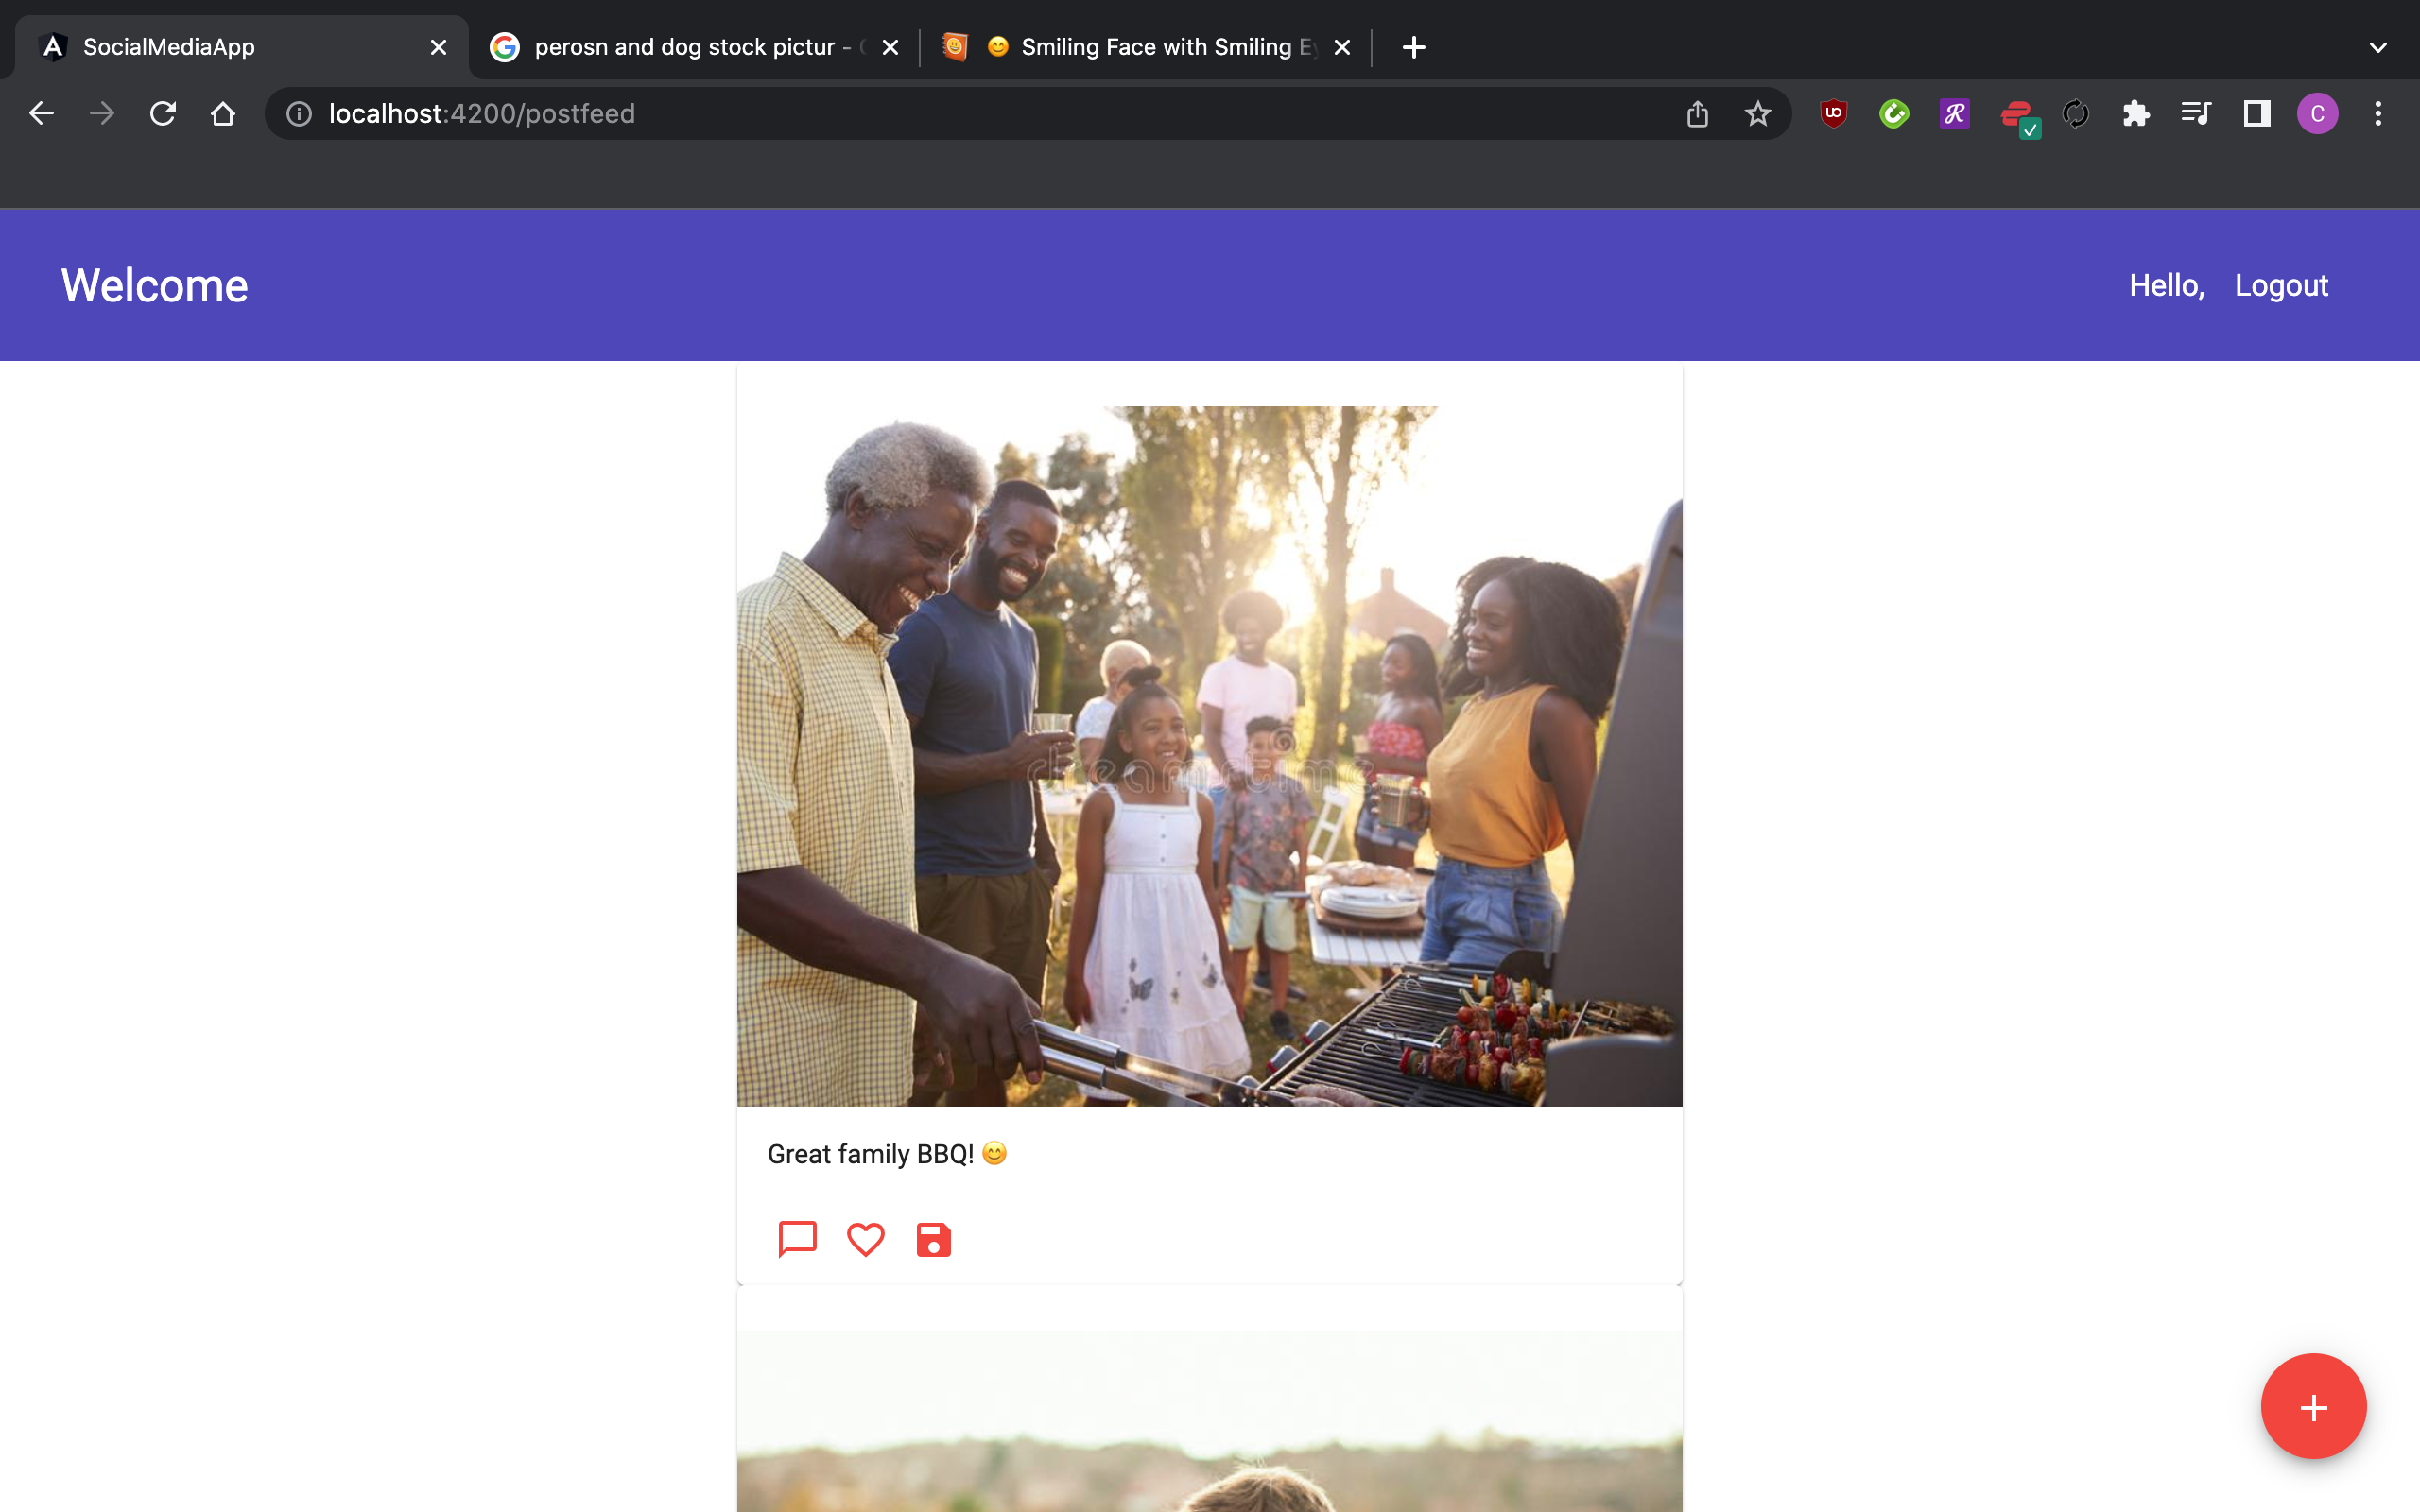 SocialMediaApp
perosn and dog stock pictur -
😊 Smiling Face with Smiling Ey
localhost:4200/postfeed
C
Welcome
Hello, Logout
dreamstime
Great family BBQ! 😊